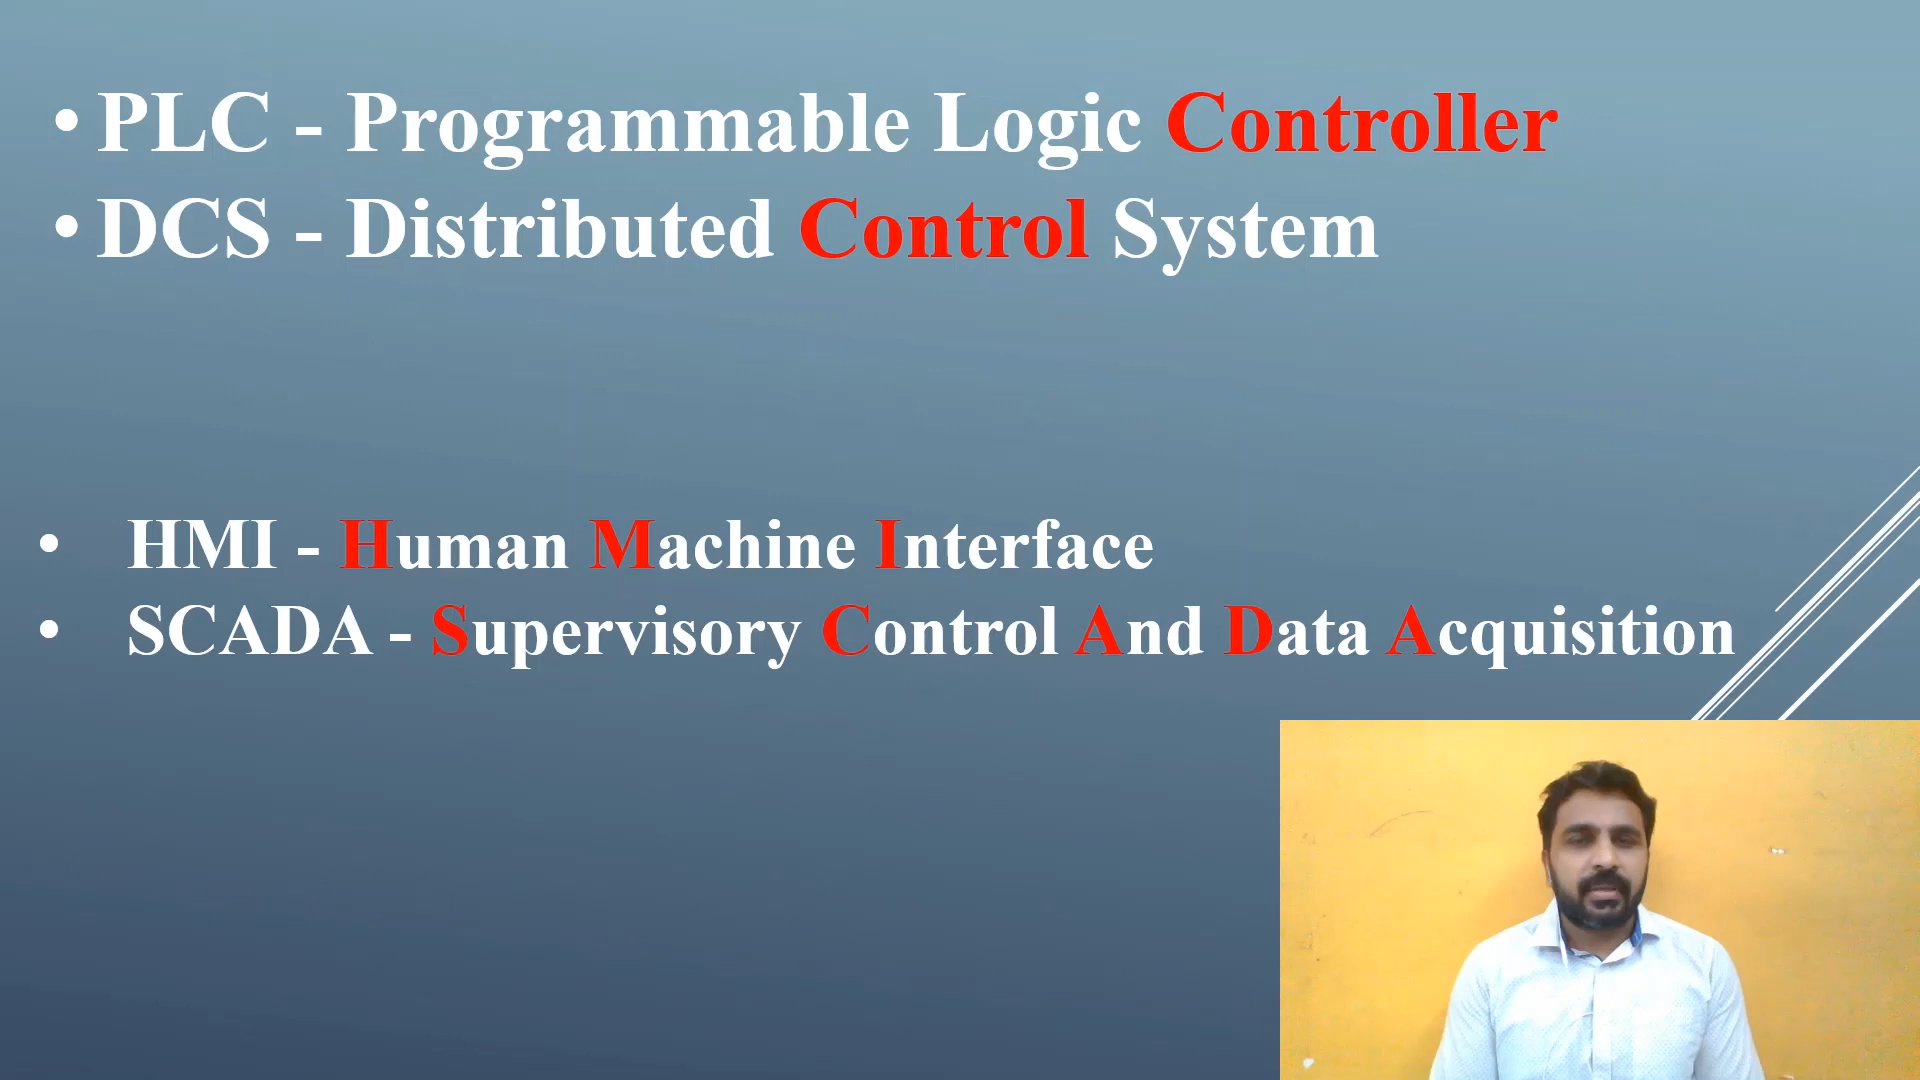 • PLC - Programmable Logic Controller
• DCS - Distributed Control System
• HMI - Human Machine Interface
• SCADA - Supervisory Control And Data Acquisition